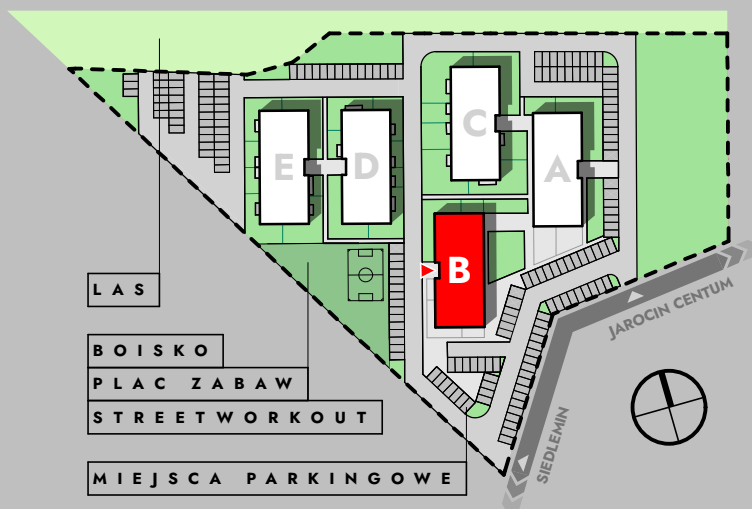 C
A
E
D
B
LAS
JAROCIN CENTUM
BOISKO
PLAC ZABAW
STREETWORKOUT
SIEDLEMIN
MIEJSCA PARKINGOWE